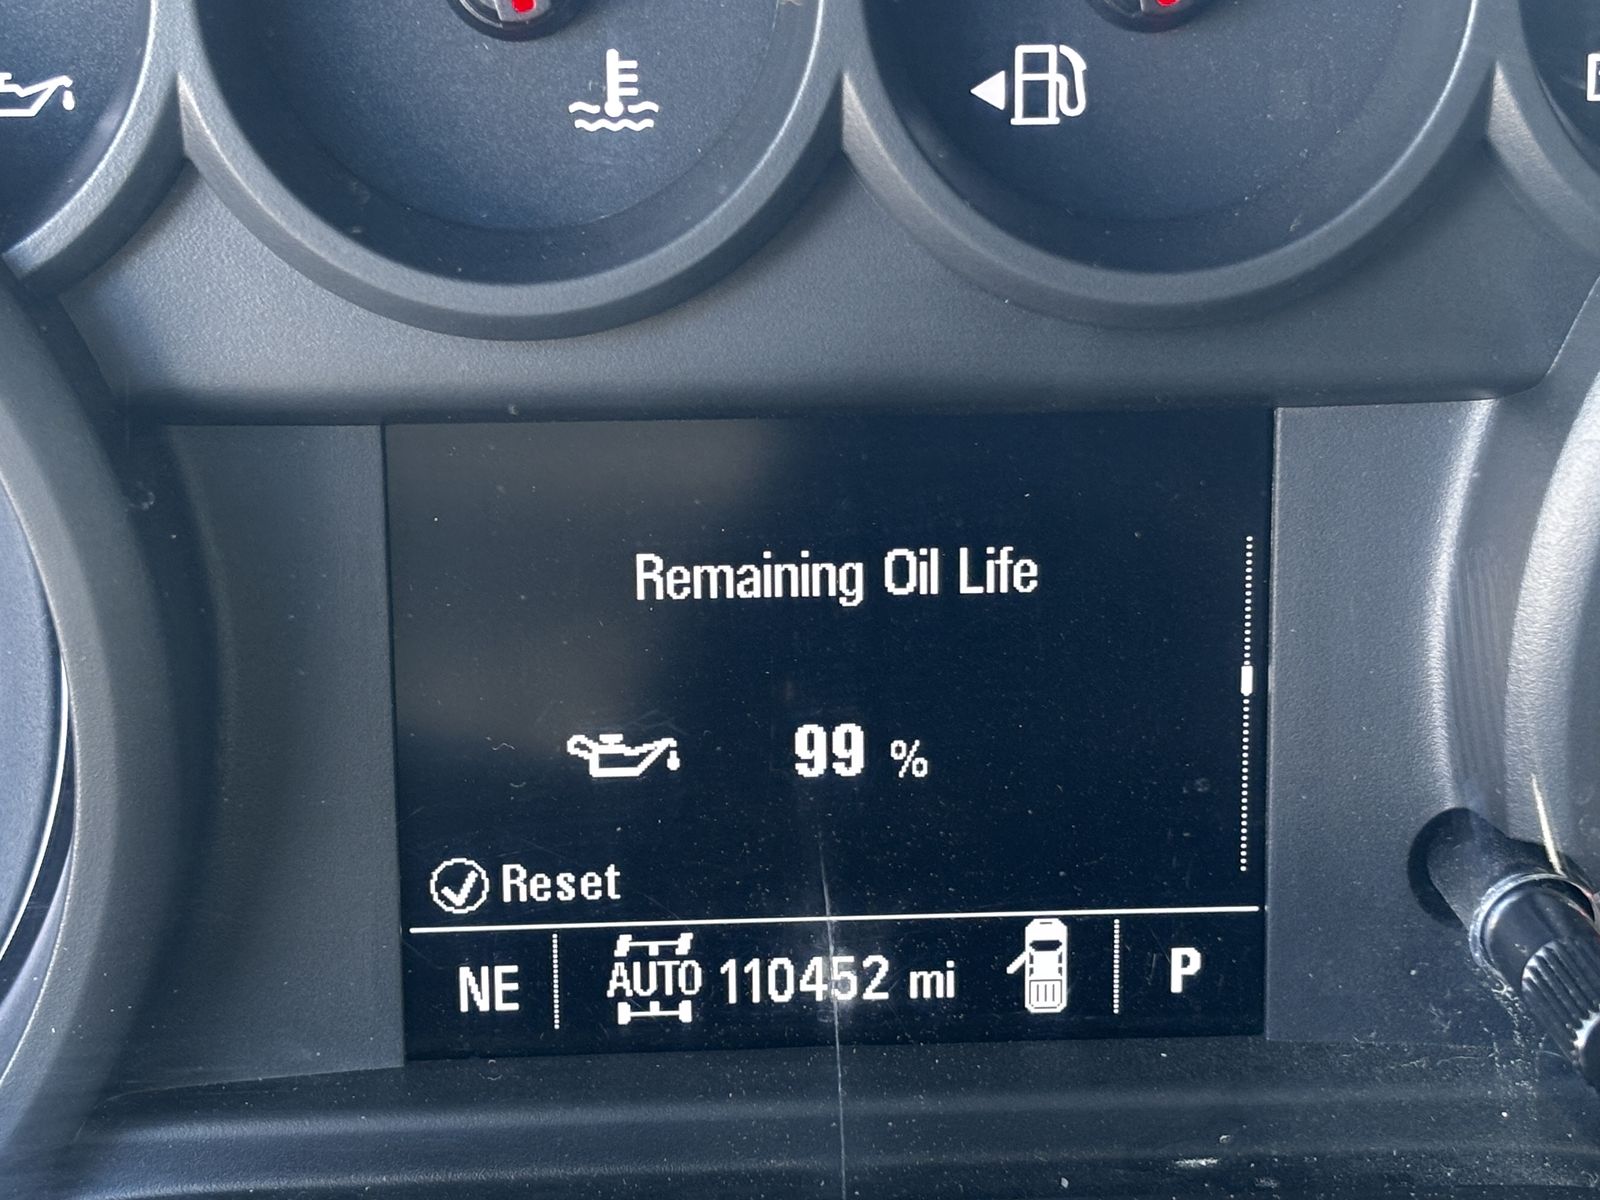 Remaining Oil Life
99 %
Reset
NE AUTO 110452 mi P